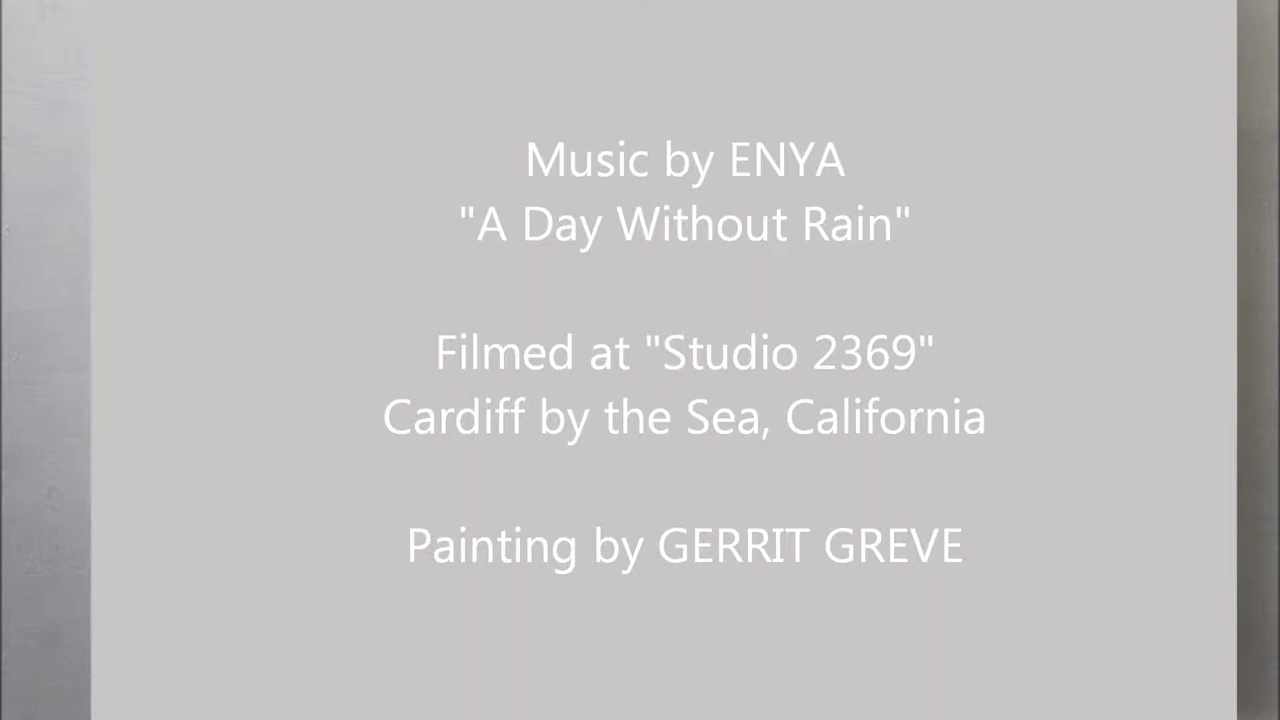 Music by ENYA
"A Day Without Rain"
Filmed at "Studio 2369"
Cardiff by the Sea, California
Painting by GERRIT GREVE